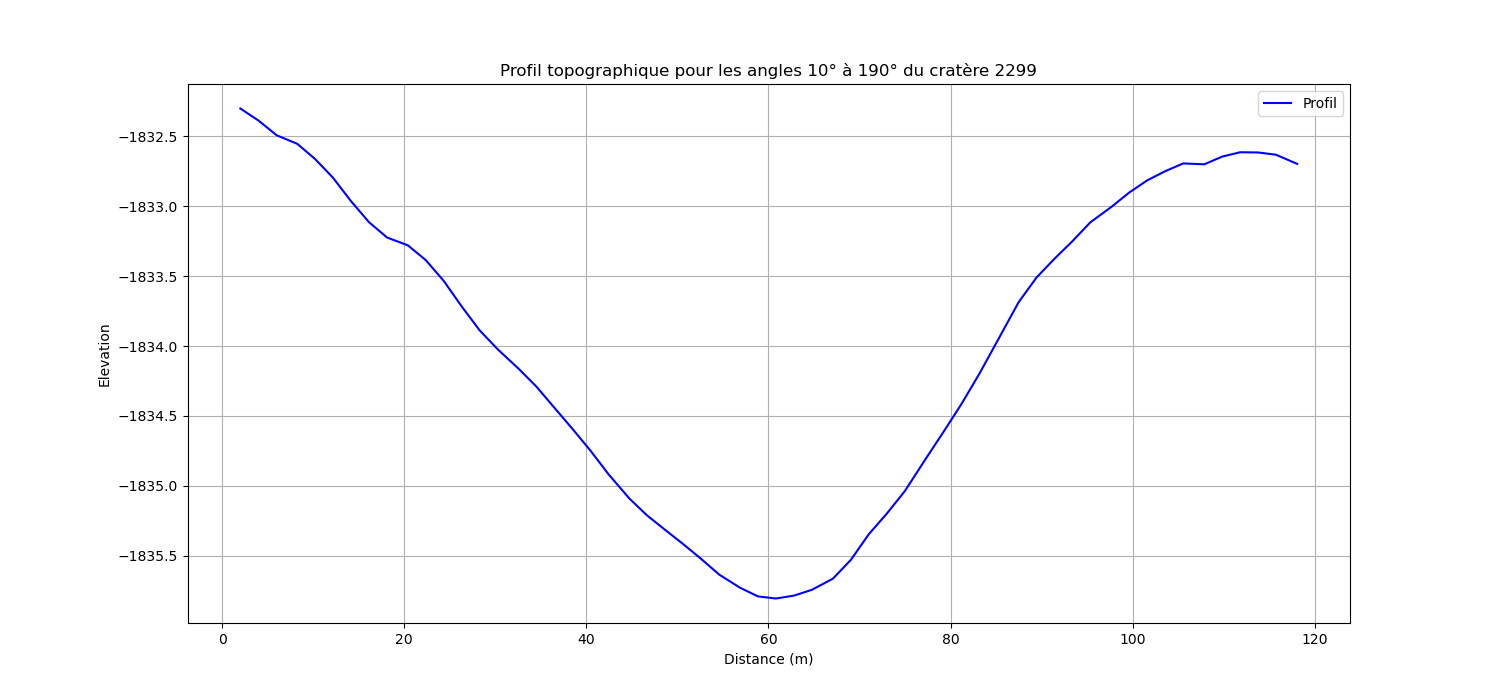 Profil topographique pour les angles 10° à 190° du cratère 2299
Profil
−1832.5
−1833.0
−1833.5
−1834.0
−1834.5
−1835.0
−1835.5
Elevation
0 20 40 60 80 100 120
Distance (m)